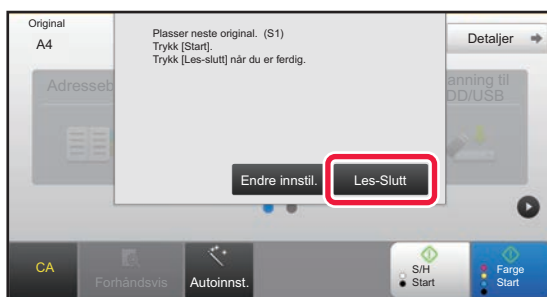 Original
A4
Plasser neste original. (S1)
Trykk [Start].
Trykk [Les-slutt] når du er ferdig.
Detaljer
Adresseb
anning til
DD/USB
Endre innstil.
Les-Slutt
CA
Forhåndsvis
Autoinnst.
S/H
Start
Farge
Start